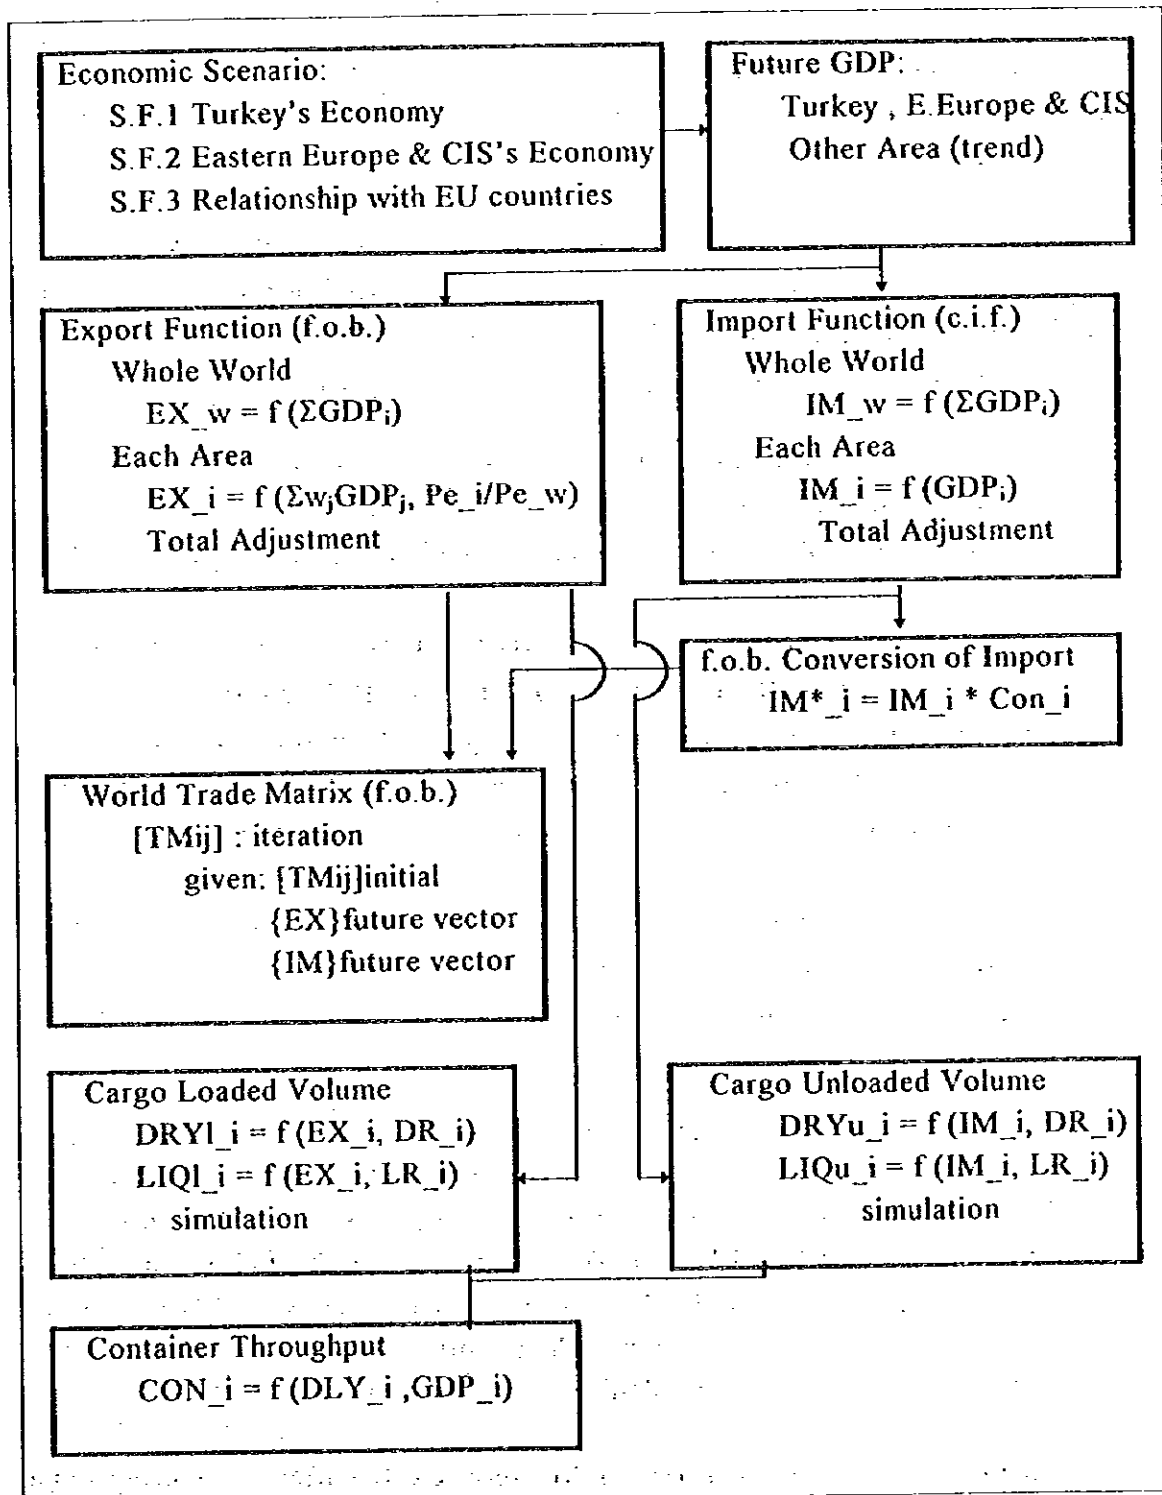 Economic Scenario:
S.F.1 Turkey's Economy
S.F.2 Eastern Europe & CIS's Economy
S.F.3 Relationship with EU countries
Future GDP:
Turkey , E.Europe & CIS
Other Area (trend)
Export Function (f.o.b.)
Whole World
EX_w = f (ΣGDPᵢ)
Each Area
EX_i = f (ΣwⱼGDPⱼ, Pe_i/Pe_w)
Total Adjustment
Import Function (c.i.f.)
Whole World
IM_w = f (ΣGDPᵢ)
Each Area
IM_i = f (GDPᵢ)
Total Adjustment
f.o.b. Conversion of Import
IM*_i = IM_i * Con_i
World Trade Matrix (f.o.b.)
[TMij] : iteration
given: [TMij]initial
{EX}future vector
{IM}future vector
Cargo Loaded Volume
DRYl_i = f (EX_i, DR_i)
LIQl_i = f (EX_i, LR_i)
simulation
Cargo Unloaded Volume
DRYu_i = f (IM_i, DR_i)
LIQu_i = f (IM_i, LR_i)
simulation
Container Throughput
CON_i = f (DLY_i ,GDP_i)